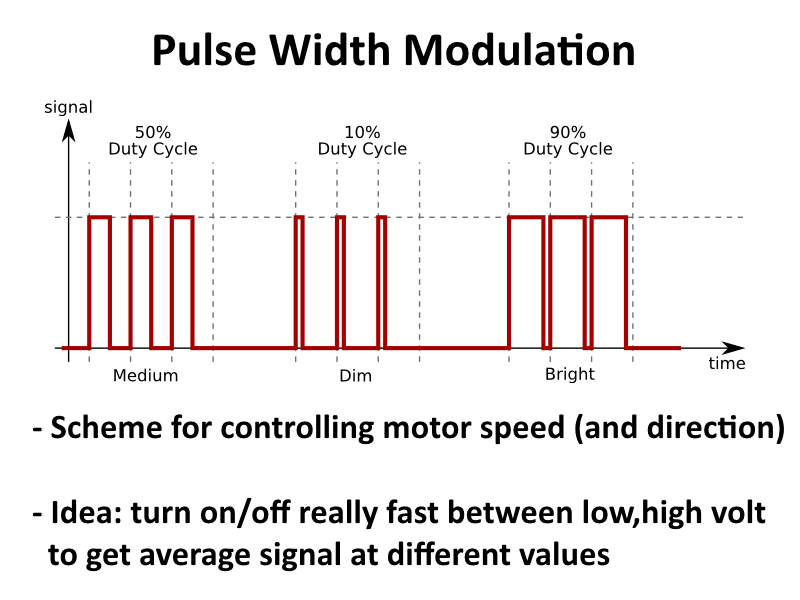 Pulse Width Modulation
signal
50%
Duty Cycle
10%
Duty Cycle
90%
Duty Cycle
time
Medium
Dim
Bright
- Scheme for controlling motor speed (and direction)
- Idea: turn on/off really fast between low,high volt
to get average signal at different values